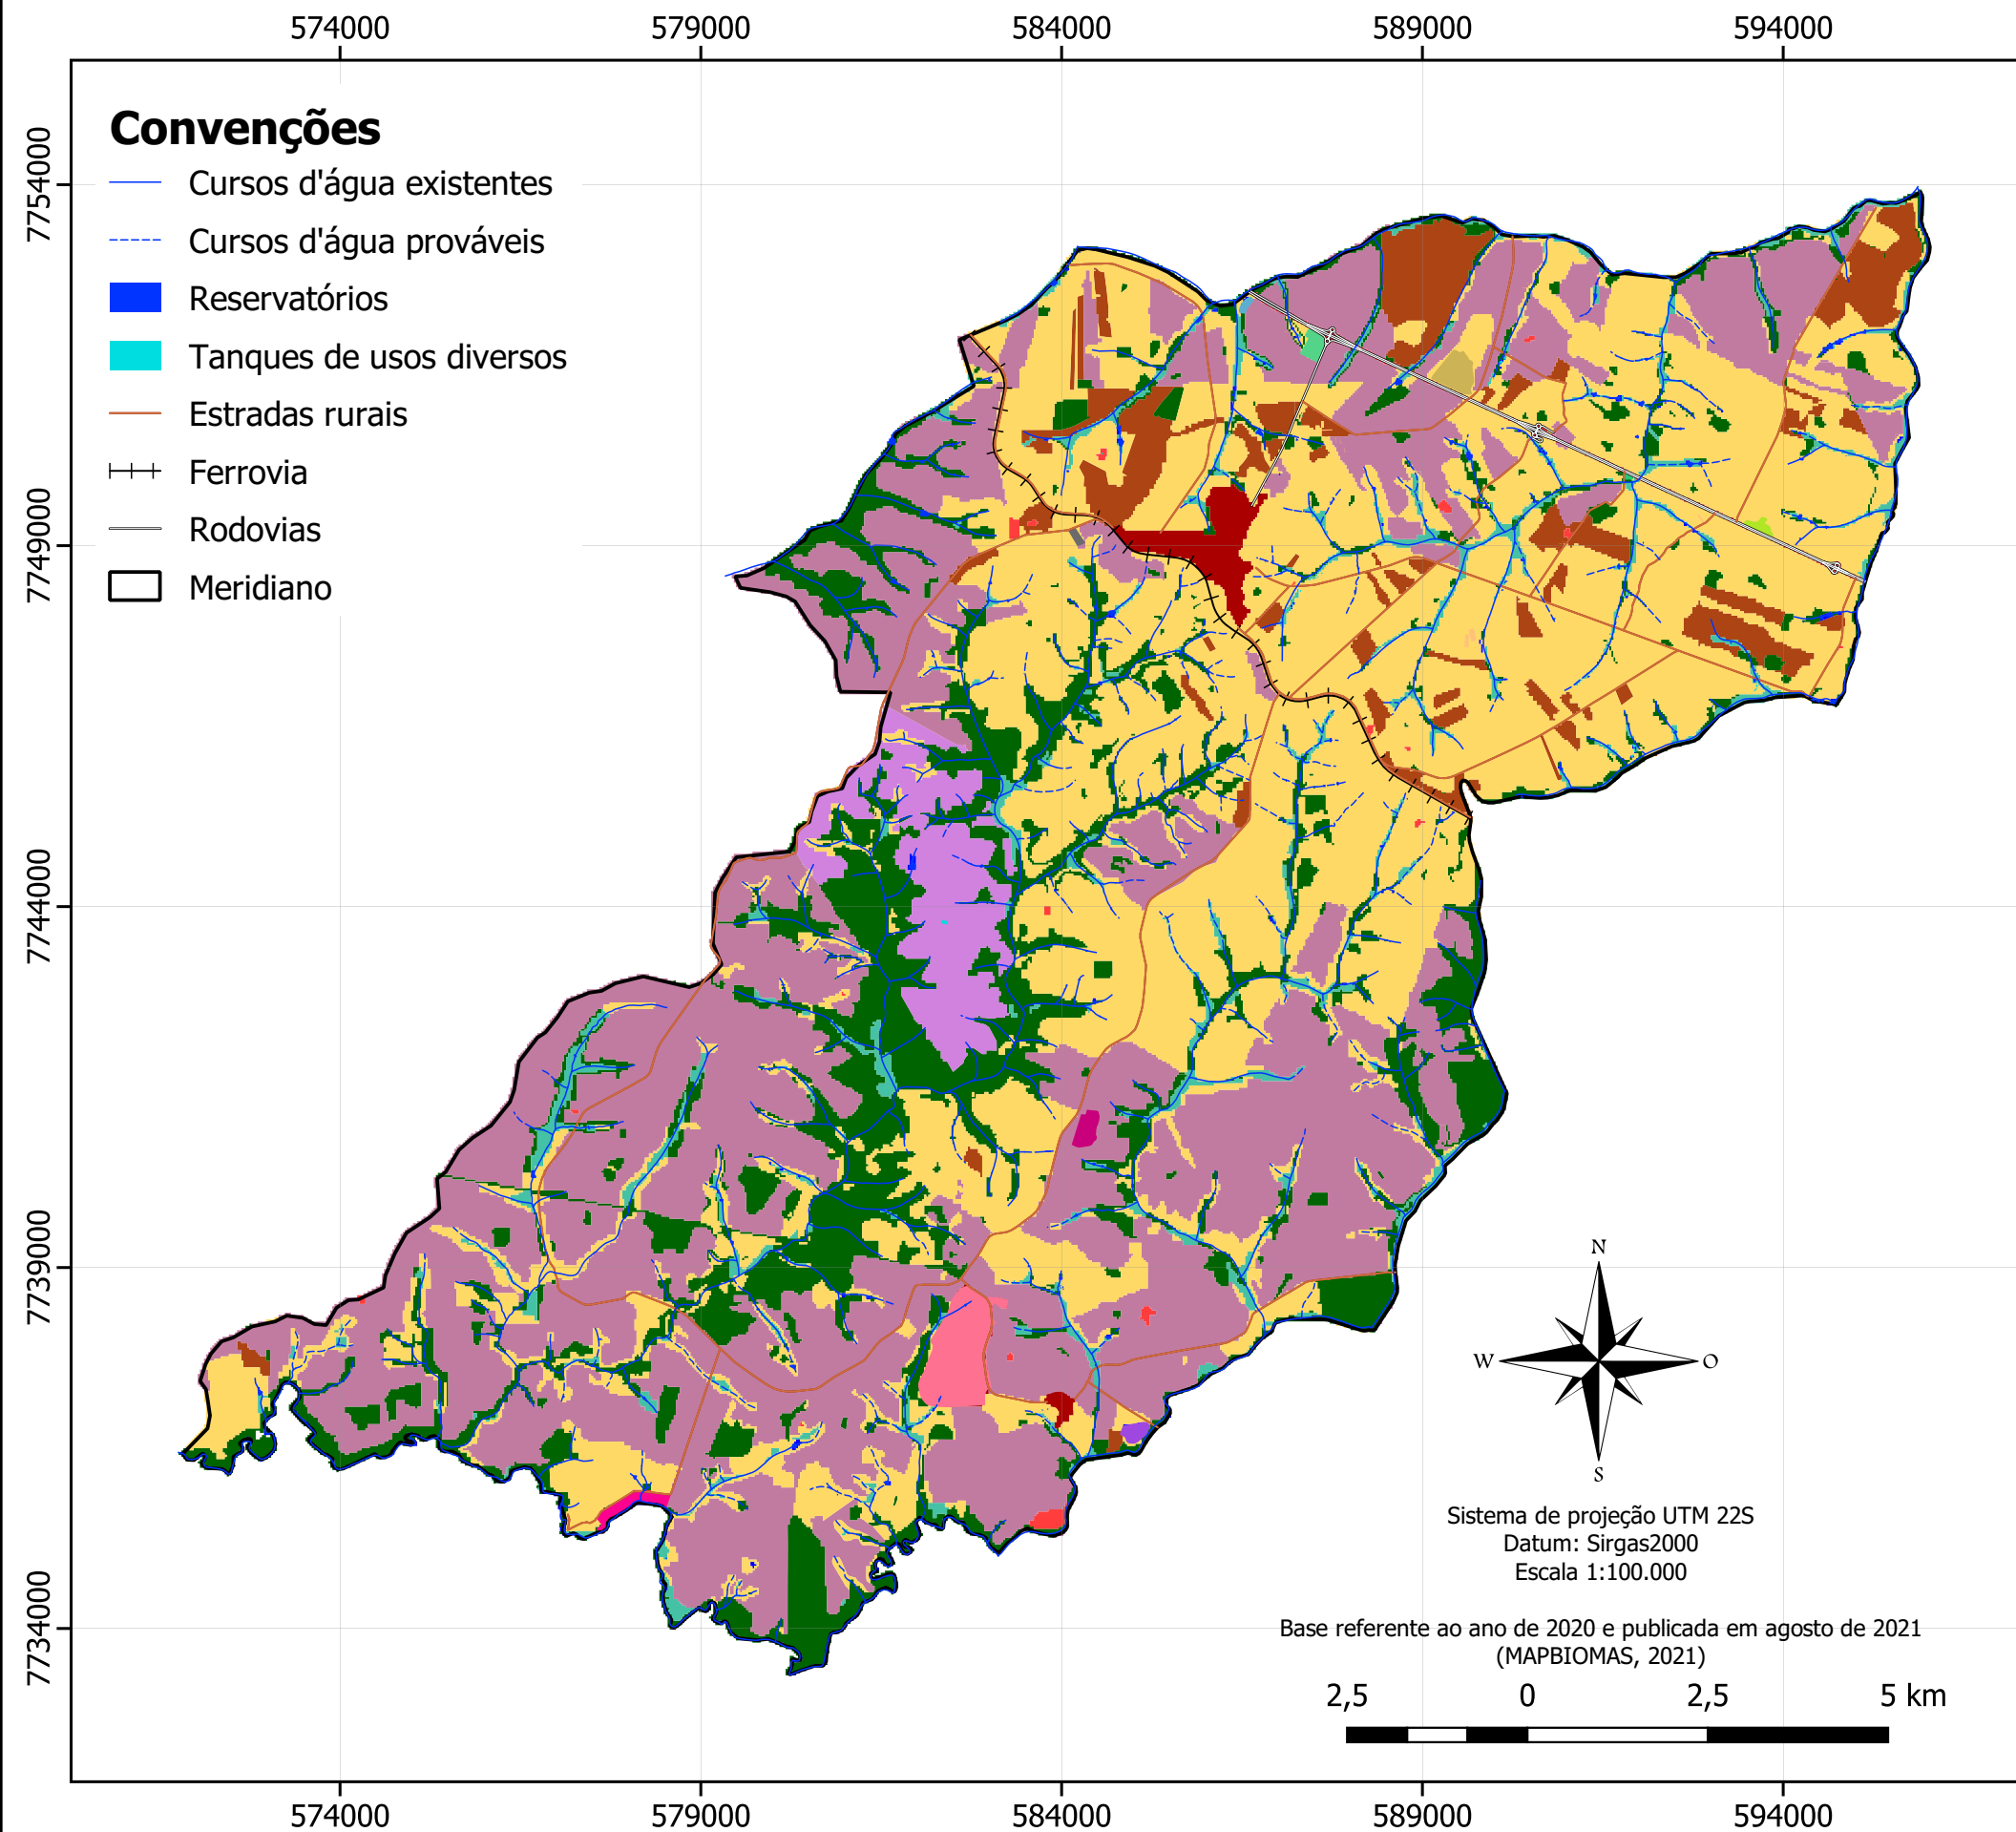 574000 579000 584000 589000 594000
Convenções
Cursos d'água existentes
Cursos d'água prováveis
Reservatórios
Tanques de usos diversos
Estradas rurais
Ferrovia
Rodovias
Meridiano
7754000
7749000
7744000
7739000
7734000
N
W O
S
Sistema de projeção UTM 22S
Datum: Sirgas2000
Escala 1:100.000
Base referente ao ano de 2020 e publicada em agosto de 2021
(MAPBIOMAS, 2021)
2,5 0 2,5 5 km
574000 579000 584000 589000 594000